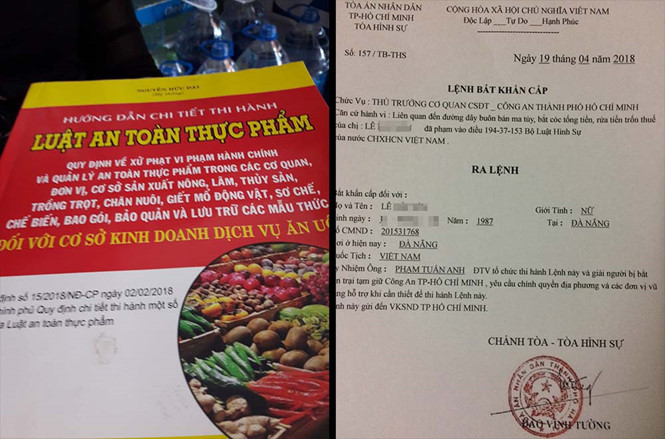 NGUYỄN HỮU ĐẠI
HƯỚNG DẪN CHI TIẾT THI HÀNH
LUẬT AN TOÀN THỰC PHẨM
QUY ĐỊNH VỀ XỬ PHẠT VI PHẠM HÀNH CHÍNH
VÀ QUẢN LÝ AN TOÀN THỰC PHẨM TRONG CÁC CƠ QUAN,
ĐƠN VỊ, CƠ SỞ SẢN XUẤT NÔNG, LÂM, THỦY SẢN,
TRỒNG TRỌT, CHĂN NUÔI, GIẾT MỔ ĐỘNG VẬT, SƠ CHẾ,
CHẾ BIẾN, BAO GÓI, BẢO QUẢN VÀ LƯU TRỮ CÁC MẪU THỨC
ĐỐI VỚI CƠ SỞ KINH DOANH DỊCH VỤ ĂN UỐ
định số 15/2018/NĐ-CP ngày 02/02/2018
hính phủ Quy định chi tiết thi hành một số
a Luật an toàn thực phẩm
TÒA ÁN NHÂN DÂN
TP-HỒ CHÍ MINH
TÒA HÌNH SỰ
CỘNG HÒA XÃ HỘI CHỦ NGHĨA VIỆT NAM
Độc Lập _ Tự Do _ Hạnh Phúc
Số: 157 / TB-THS
Ngày 19 tháng 04 năm 2018
LỆNH BẮT KHẨN CẤP
Chức Vụ : THỦ TRƯỞNG CƠ QUAN CSĐT _ CÔNG AN THÀNH PHỐ HỒ CHÍ MINH
Căn cứ hành vi : Liên quan đến đường dây buôn bán ma túy, bắt cóc tống tiền, rửa tiền trốn thuế
của chị : LÊ đã phạm vào điều 194-37-153 Bộ Luật Hình Sự
của nước CHXHCN VIỆT NAM .
RA LỆNH
Bắt khẩn cấp đối với :
Họ và Tên : LÊ Giới Tính : NỮ
Sinh ngày : Năm : 1987 Tại : ĐÀ NẴNG
Số CMND : 201531768
Nơi ở hiện nay : ĐÀ NẴNG
Quốc Tịch : VIỆT NAM
Ủy Nhiệm Ông : PHẠM TUẤN ANH ĐTV tổ chức thi hành Lệnh này và giải người bị bắt
đến trại tạm giữ Công An TP-HỒ CHÍ MINH , yêu cầu chính quyền địa phương và các đơn vị vũ
trang hỗ trợ khi cần thiết để thi hành Lệnh này.
Lệnh này gửi đến VKSND TP-HỒ CHÍ MINH.
CHÁNH TÒA - TÒA HÌNH SỰ
TƯỜNG